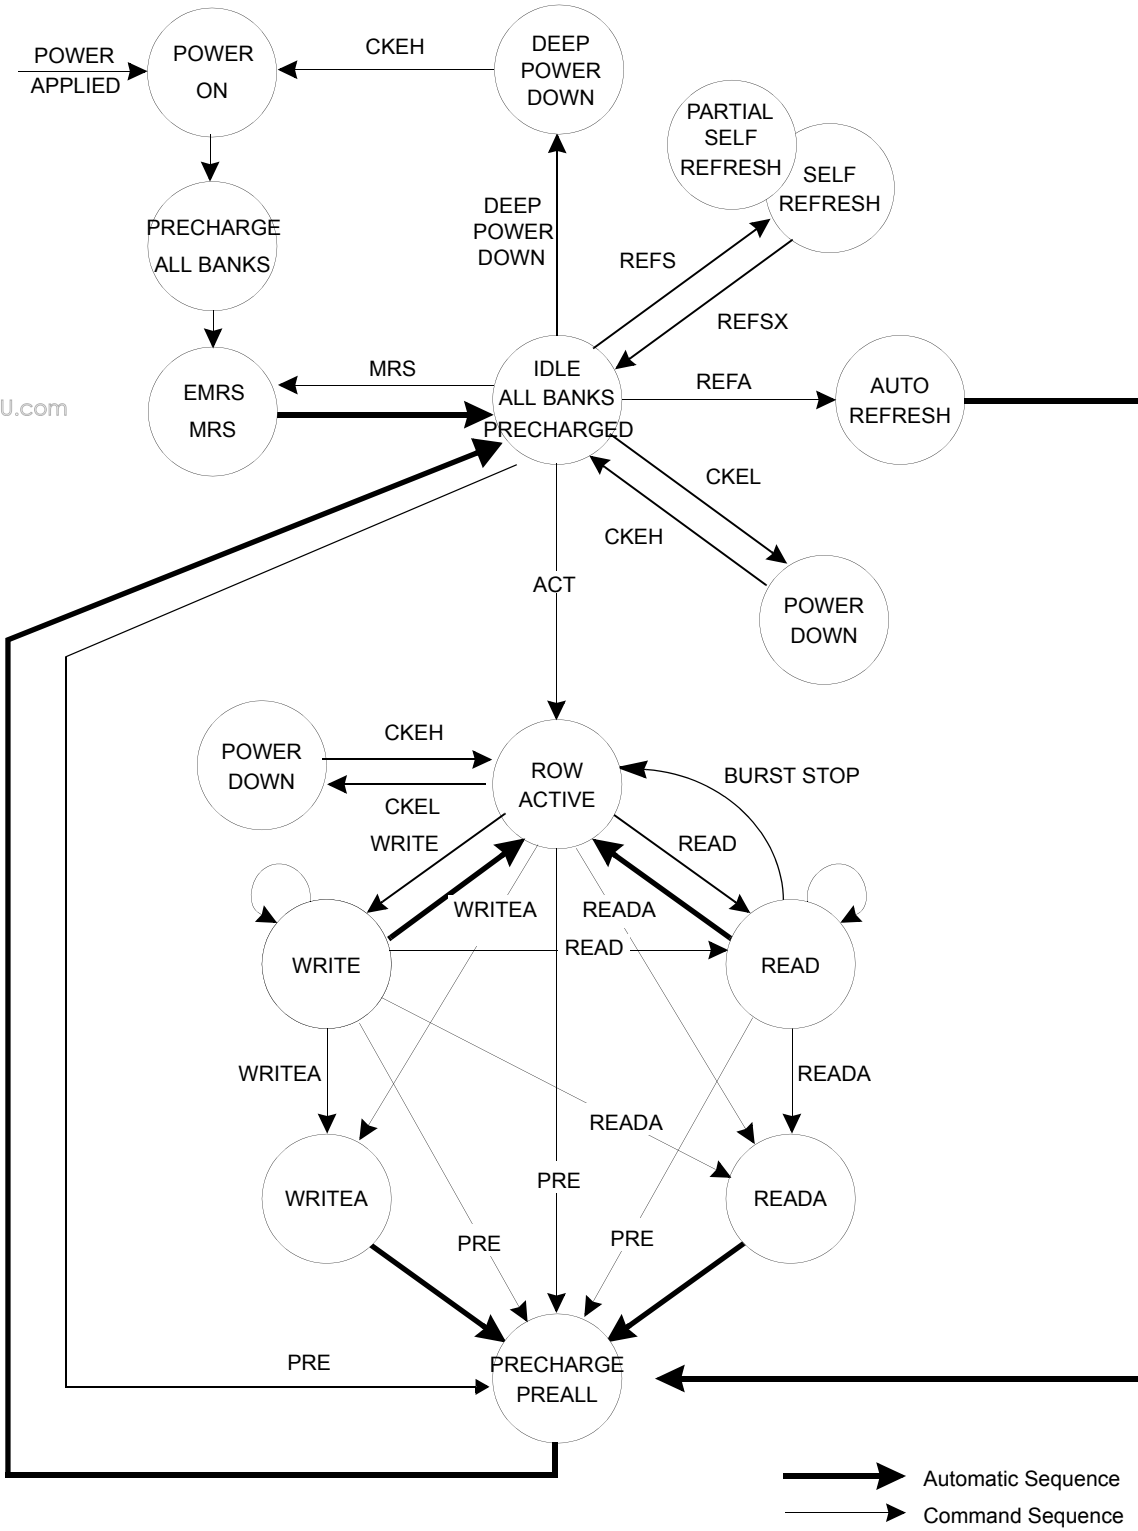 POWER
APPLIED
POWER
ON
CKEH
DEEP
POWER
DOWN
PARTIAL
SELF
REFRESH
SELF
REFRESH
PRECHARGE
ALL BANKS
DEEP
POWER
DOWN
REFS
REFSX
EMRS
MRS
MRS
IDLE
ALL BANKS
PRECHARGED
REFA
AUTO
REFRESH
U.com
CKEL
CKEH
ACT
POWER
DOWN
POWER
DOWN
CKEH
CKEL
ROW
ACTIVE
BURST STOP
WRITE
READ
WRITEA
READA
READ
WRITE
READ
WRITEA
READA
READA
WRITEA
PRE
READA
PRE
PRE
PRE
PRECHARGE
PREALL
Automatic Sequence
Command Sequence